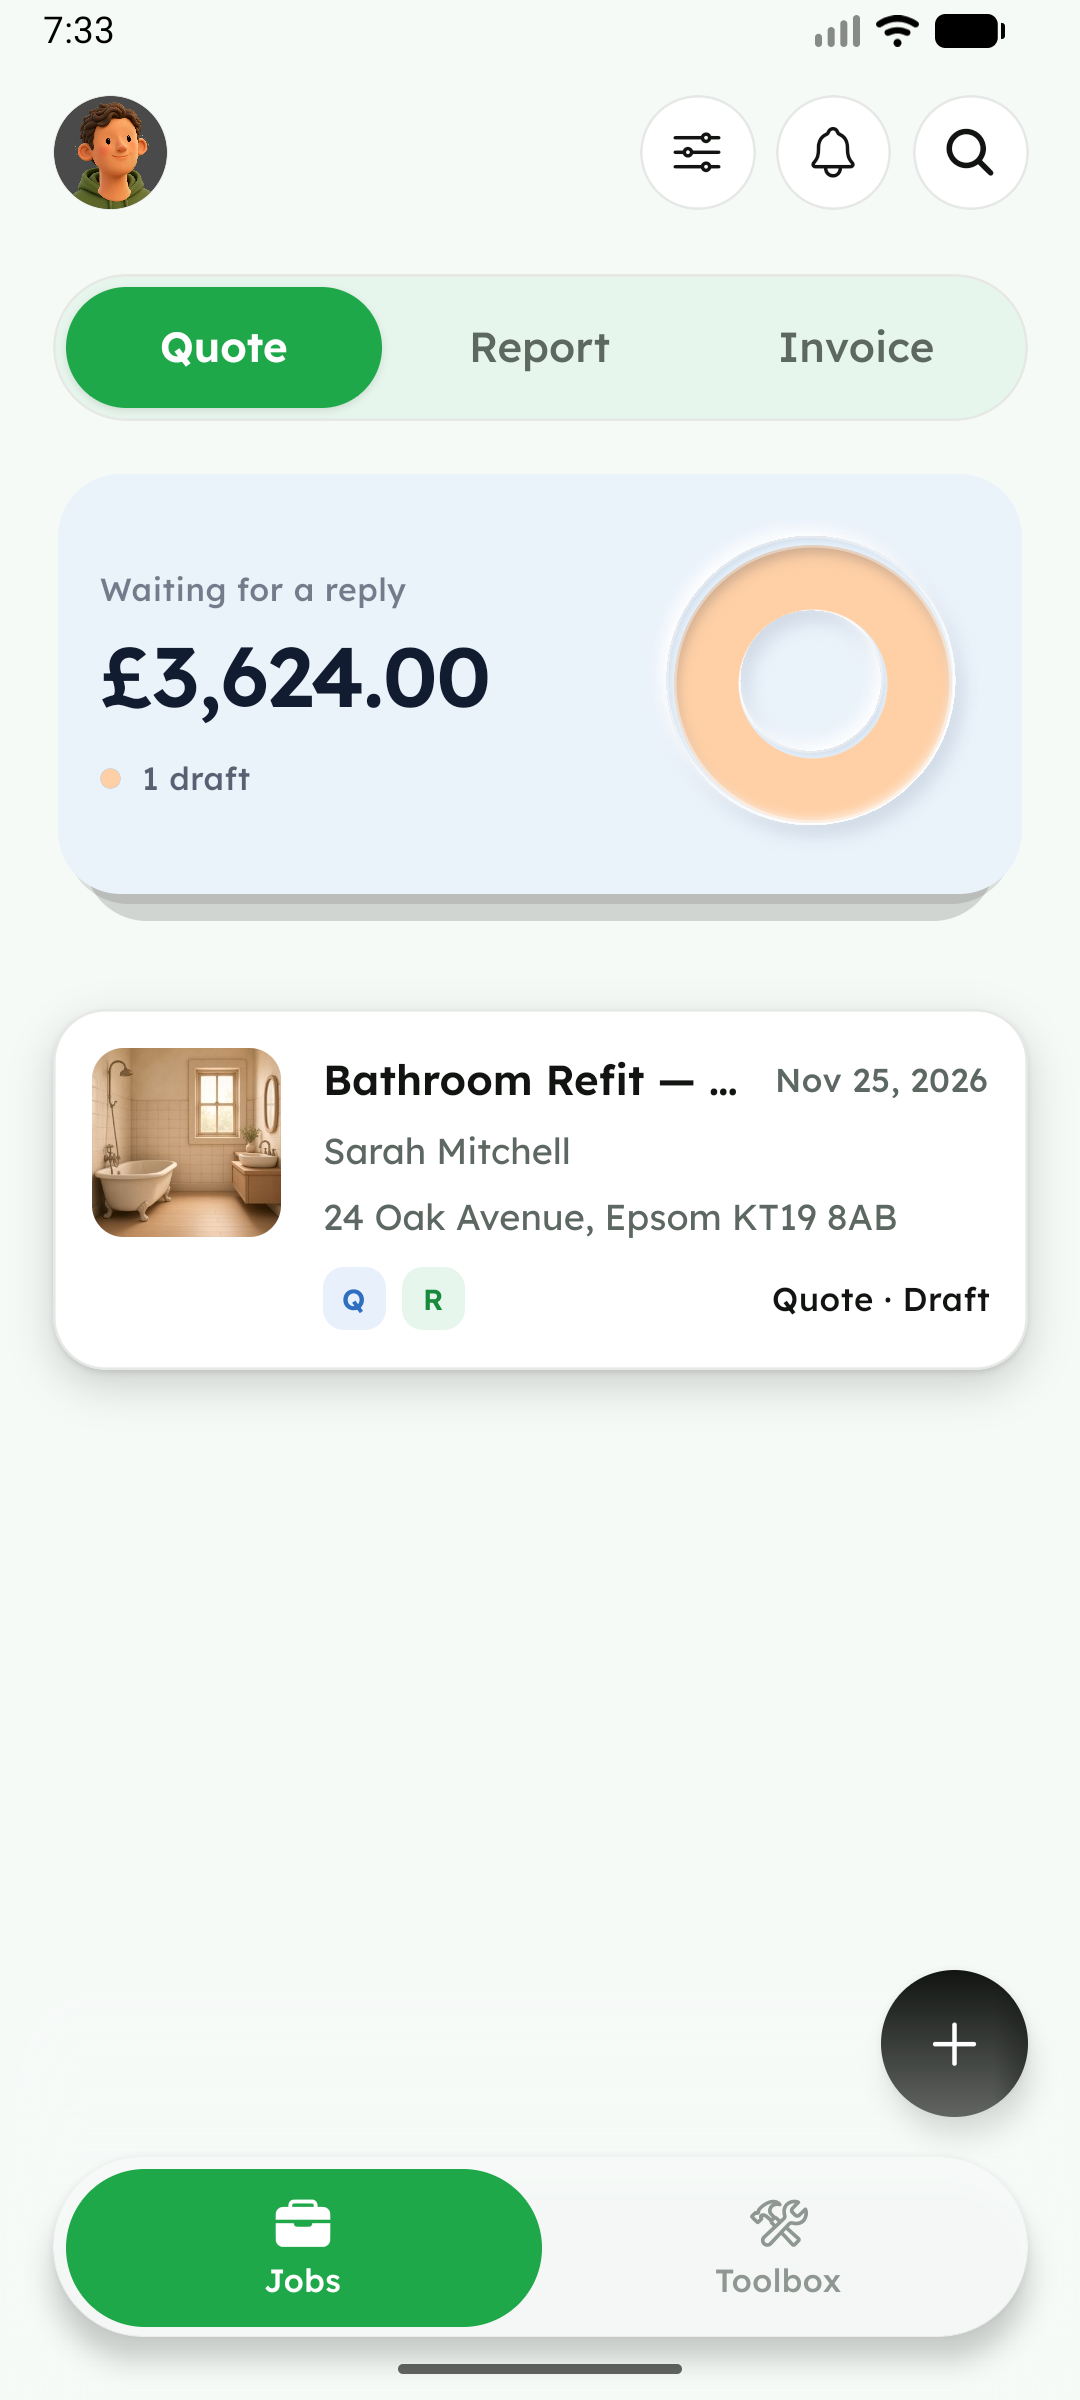 7:33
Quote
Report
Invoice
Waiting for a reply
£3,624.00
1 draft
Bathroom Refit — ...
Nov 25, 2026
Sarah Mitchell
24 Oak Avenue, Epsom KT19 8AB
Q
R
Quote · Draft
Jobs
Toolbox